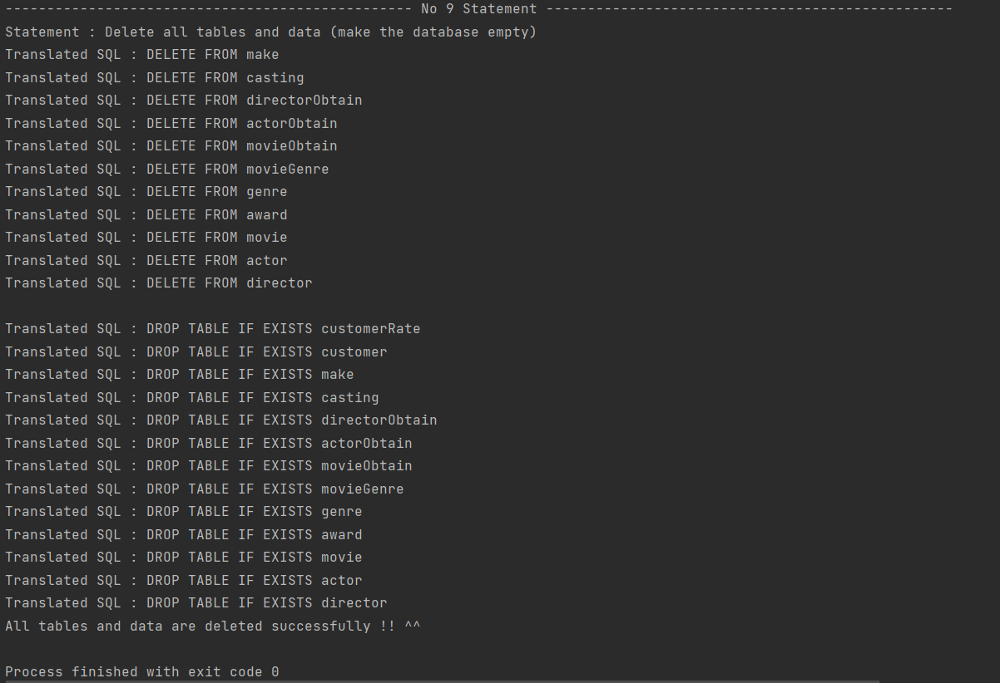 ------------------------------------------------- No 9 Statement -------------------------------------------------
Statement : Delete all tables and data (make the database empty)
Translated SQL : DELETE FROM make
Translated SQL : DELETE FROM casting
Translated SQL : DELETE FROM directorObtain
Translated SQL : DELETE FROM actorObtain
Translated SQL : DELETE FROM movieObtain
Translated SQL : DELETE FROM movieGenre
Translated SQL : DELETE FROM genre
Translated SQL : DELETE FROM award
Translated SQL : DELETE FROM movie
Translated SQL : DELETE FROM actor
Translated SQL : DELETE FROM director
Translated SQL : DROP TABLE IF EXISTS customerRate
Translated SQL : DROP TABLE IF EXISTS customer
Translated SQL : DROP TABLE IF EXISTS make
Translated SQL : DROP TABLE IF EXISTS casting
Translated SQL : DROP TABLE IF EXISTS directorObtain
Translated SQL : DROP TABLE IF EXISTS actorObtain
Translated SQL : DROP TABLE IF EXISTS movieObtain
Translated SQL : DROP TABLE IF EXISTS movieGenre
Translated SQL : DROP TABLE IF EXISTS genre
Translated SQL : DROP TABLE IF EXISTS award
Translated SQL : DROP TABLE IF EXISTS movie
Translated SQL : DROP TABLE IF EXISTS actor
Translated SQL : DROP TABLE IF EXISTS director
All tables and data are deleted successfully !! ^^
Process finished with exit code 0